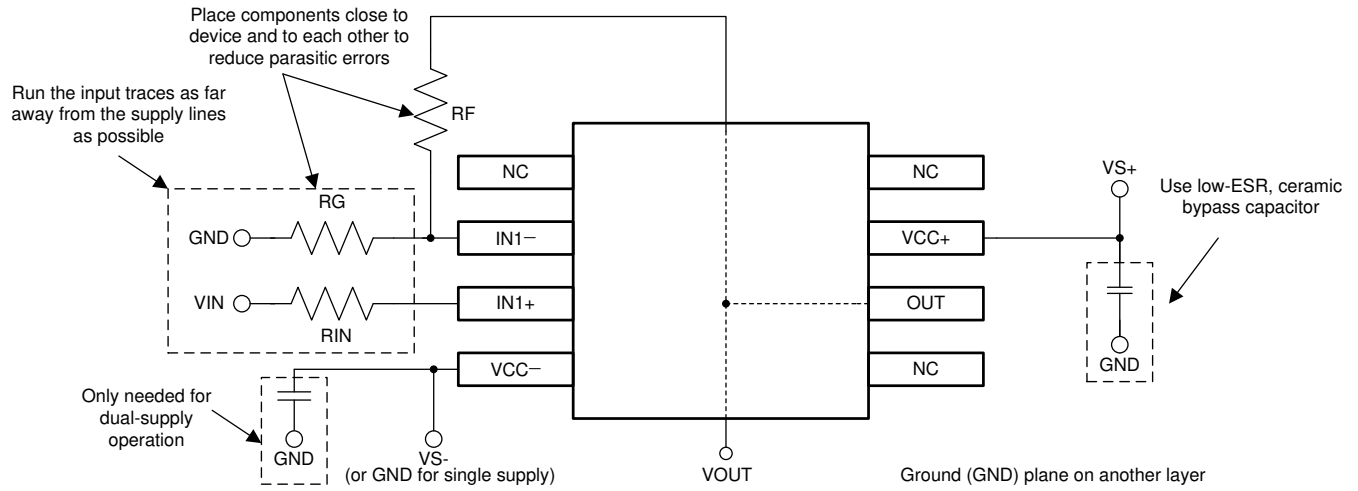 Place components close to
device and to each other to
reduce parasitic errors
Run the input traces as far
away from the supply lines
as possible
RF
NC
NC
VS+
Use low-ESR, ceramic
bypass capacitor
RG
GND
IN1−
VCC+
VIN
IN1+
OUT
RIN
VCC−
NC
GND
Only needed for
dual-supply
operation
GND
VS-
(or GND for single supply)
VOUT
Ground (GND) plane on another layer